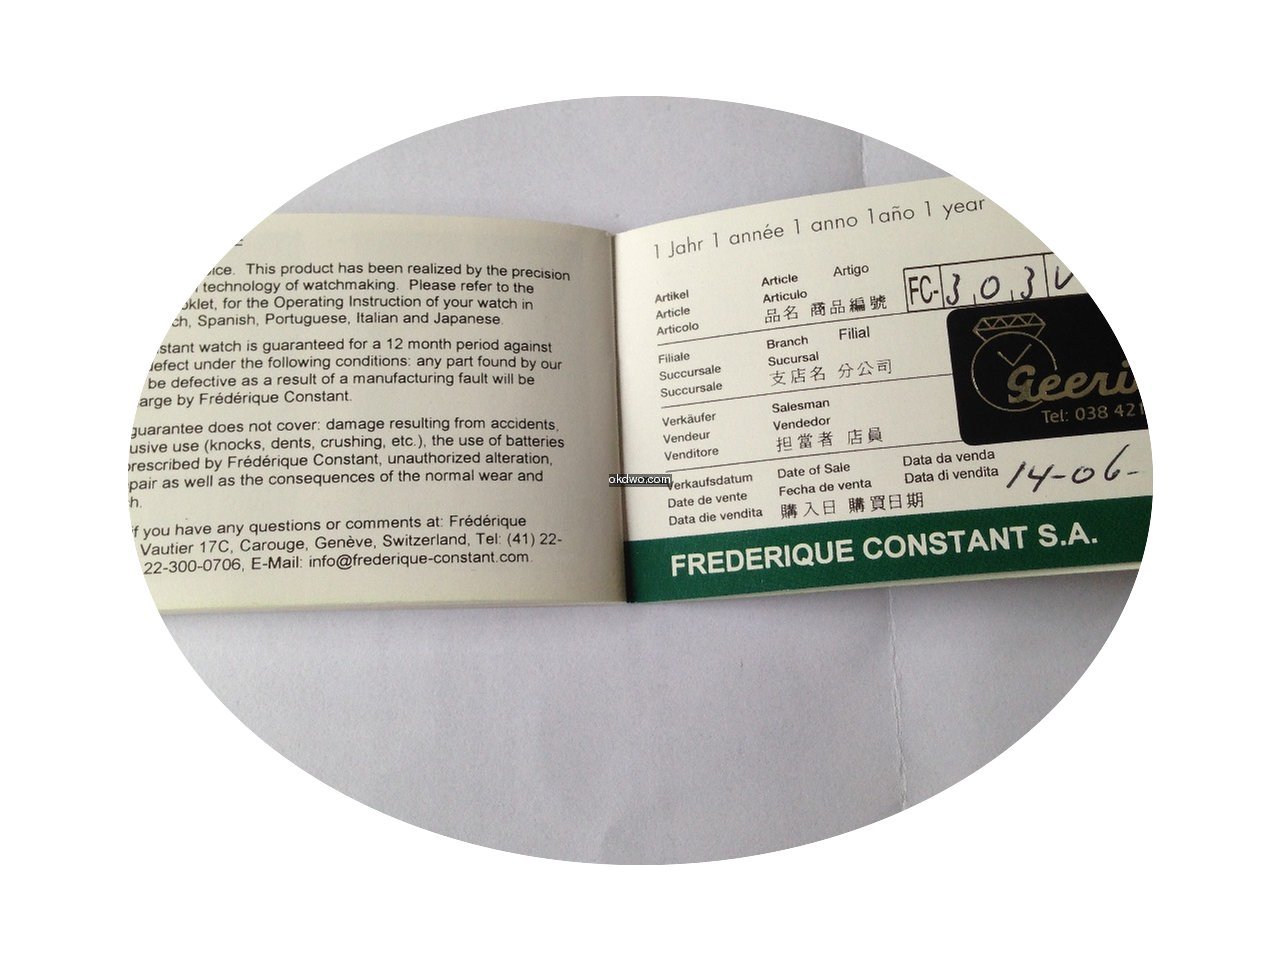 ice. This product has been realized by the precision
technology of watchmaking. Please refer to the
oklet, for the Operating Instruction of your watch in
ch, Spanish, Portuguese, Italian and Japanese.
nstant watch is guaranteed for a 12 month period against
defect under the following conditions: any part found by our
be defective as a result of a manufacturing fault will be
arge by Frédérique Constant.
guarantee does not cover: damage resulting from accidents,
usive use (knocks, dents, crushing, etc.), the use of batteries
prescribed by Frédérique Constant, unauthorized alteration,
pair as well as the consequences of the normal wear and
h.
if you have any questions or comments at: Frédérique
Vautier 17C, Carouge, Genève, Switzerland, Tel: (41) 22-
22-300-0706, E-Mail: info@frederique-constant.com.
okdwo.com
1 Jahr 1 année 1 anno 1año 1 year
Artikel Article Artigo
Article Articulo
Articolo 品名 商品編號
FC-303V
Filiale Branch Filial
Succursale Sucursal
Succursale 支店名 分公司
Geeri
Tel: 038 421
Verkäufer Salesman
Vendeur Vendedor
Venditore 担當者 店員
Verkaufsdatum Date of Sale Data da venda
Date de vente Fecha de venta Data di vendita
Data die vendita 購入日 購買日期
14-06-
FREDERIQUE CONSTANT S.A.